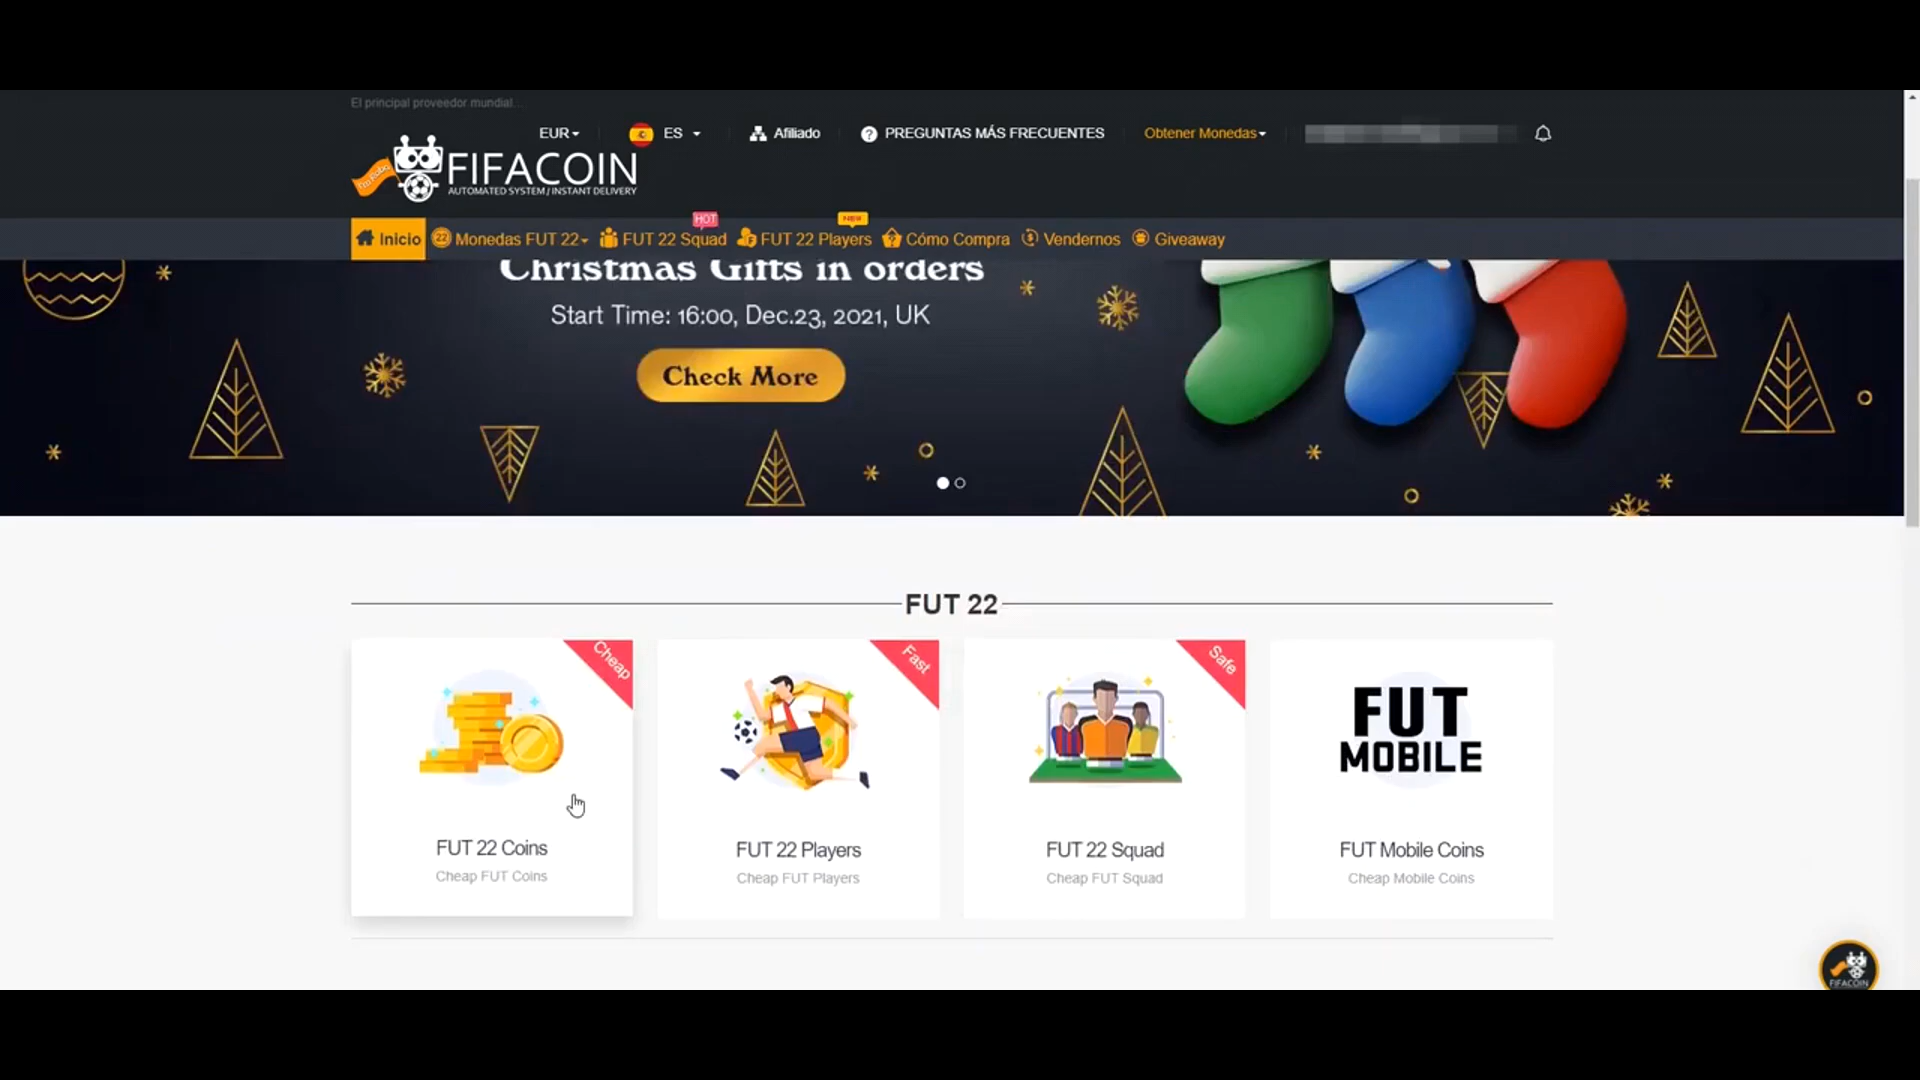 El principal proveedor mundial...
EUR
ES
Afiliado
PREGUNTAS MÁS FRECUENTES
Obtener Monedas
I'm Robo
FIFACOIN
AUTOMATED SYSTEM / INSTANT DELIVERY
HOT
NEW
Inicio
22 Monedas FUT 22
FUT 22 Squad
FUT 22 Players
Cómo Compra
Vendernos
Giveaway
Christmas Gifts in orders
Start Time: 16:00, Dec.23, 2021, UK
Check More
FUT 22
Cheap
Fast
Safe
FUT
MOBILE
FUT 22 Coins
FUT 22 Players
FUT 22 Squad
FUT Mobile Coins
Cheap FUT Coins
Cheap FUT Players
Cheap FUT Squad
Cheap Mobile Coins
FIFACOIN